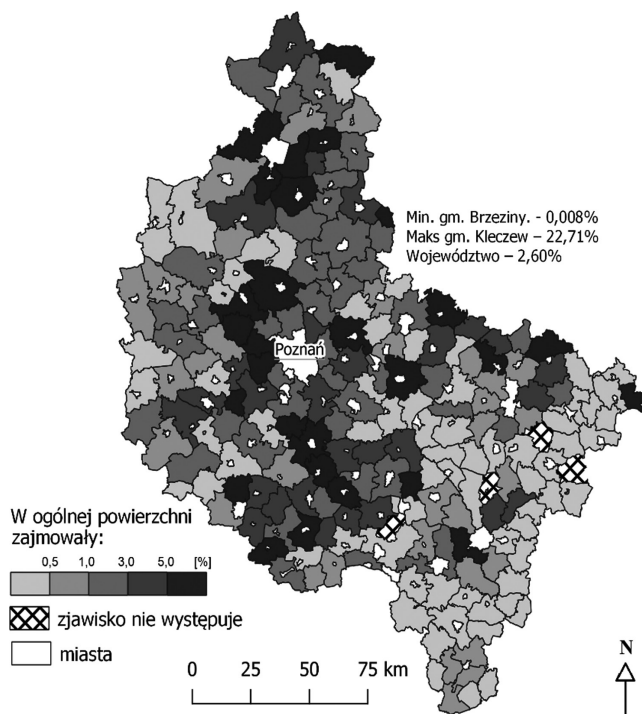 Min. gm. Brzeziny. - 0,008%
Maks gm. Kleczew – 22,71%
Województwo – 2,60%
Poznań
W ogólnej powierzchni
zajmowały:
0,5 1,0 3,0 5,0 [%]
zjawisko nie występuje
miasta
0 25 50 75 km
N